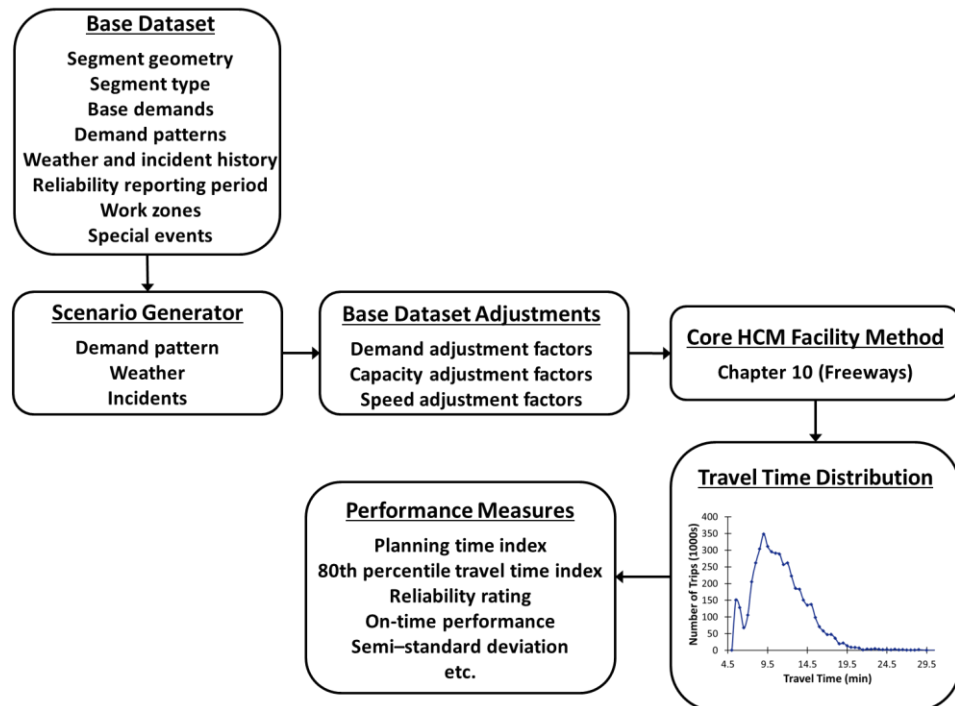 Base Dataset
Segment geometry
Segment type
Base demands
Demand patterns
Weather and incident history
Reliability reporting period
Work zones
Special events
Scenario Generator
Demand pattern
Weather
Incidents
Base Dataset Adjustments
Demand adjustment factors
Capacity adjustment factors
Speed adjustment factors
Core HCM Facility Method
Chapter 10 (Freeways)
Travel Time Distribution
Number of Trips (1000s)
400
350
300
250
200
150
100
50
0
4.5 9.5 14.5 19.5 24.5 29.5
Travel Time (min)
Performance Measures
Planning time index
80th percentile travel time index
Reliability rating
On-time performance
Semi–standard deviation
etc.